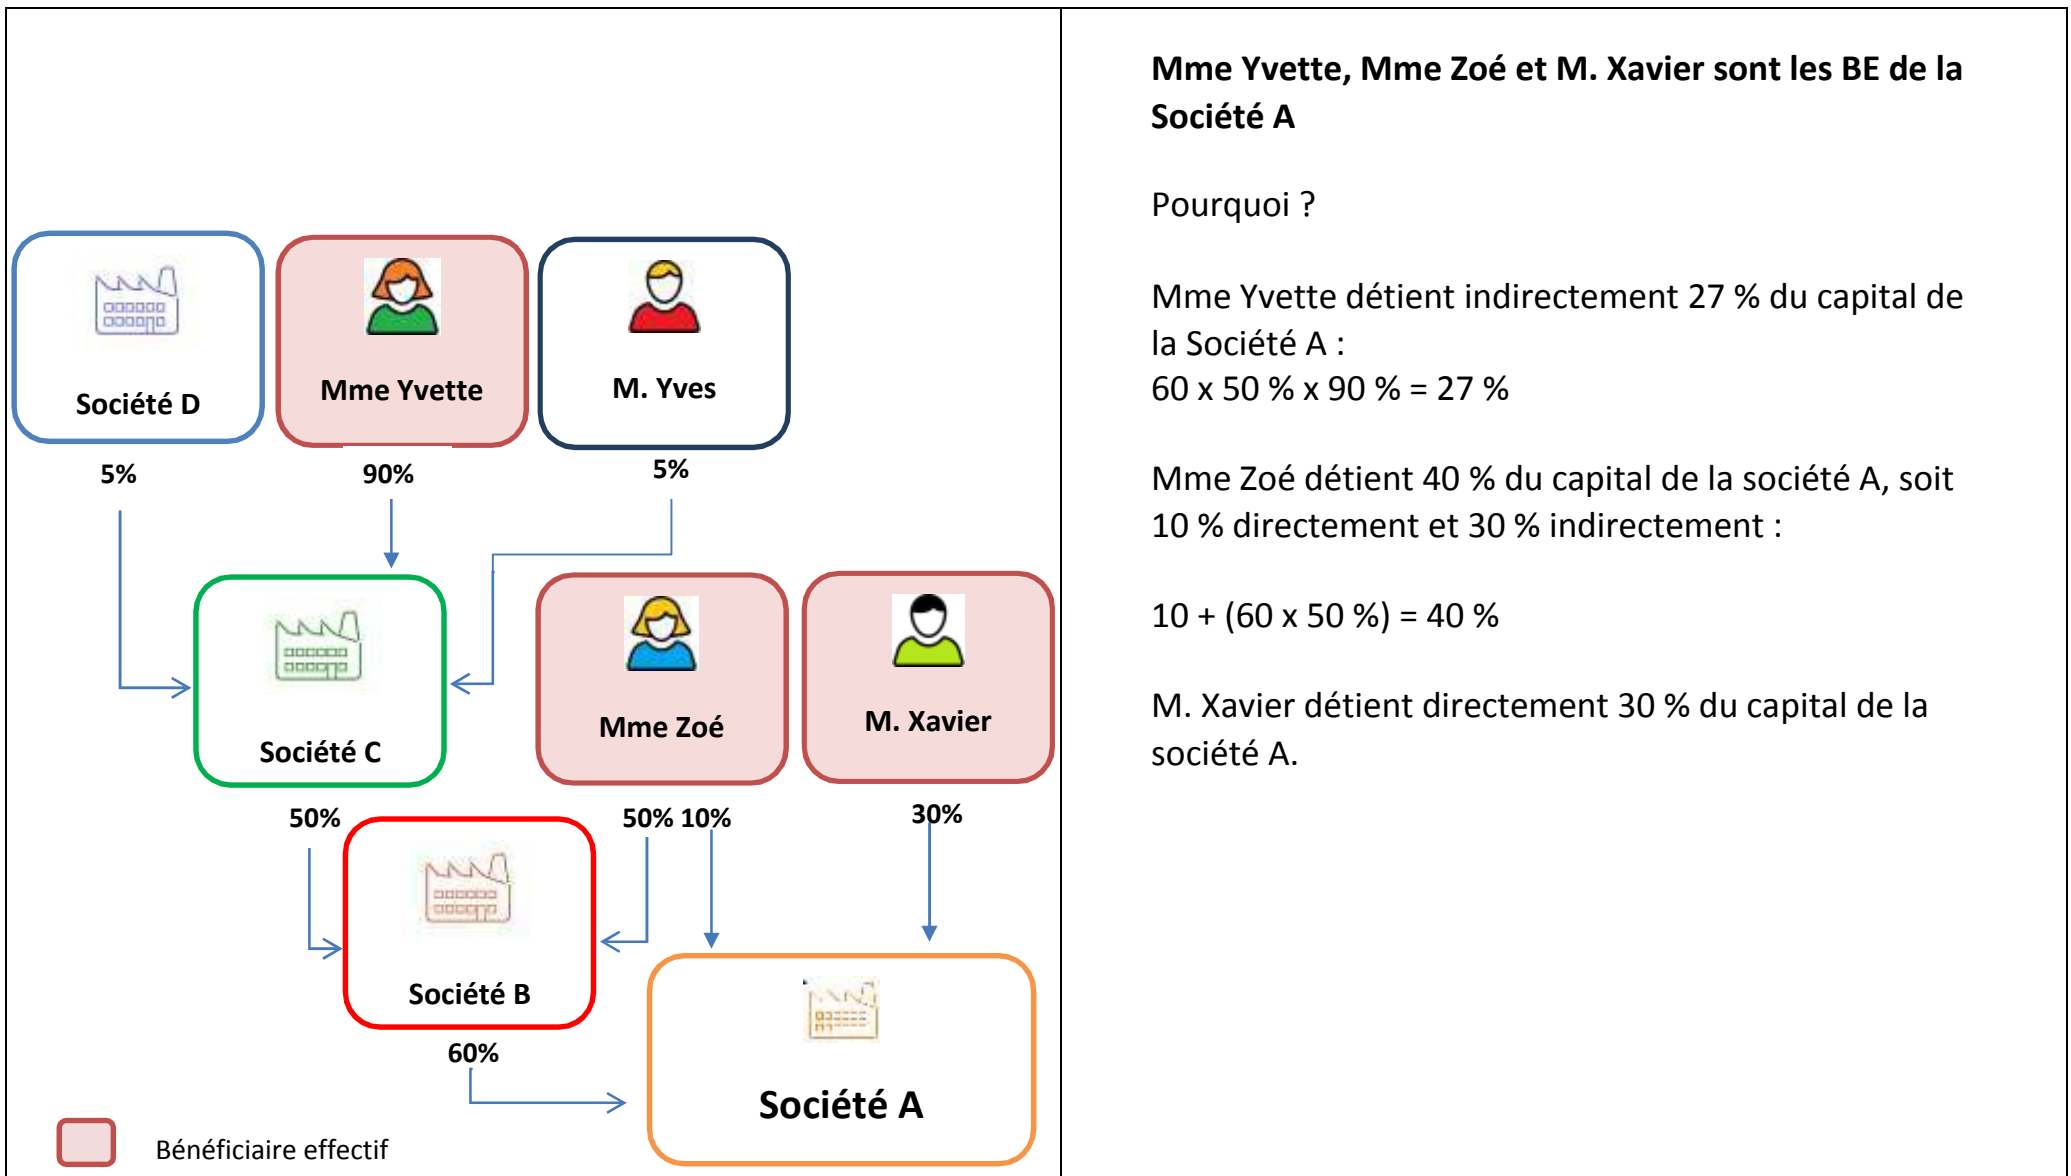 Société D
Mme Yvette
M. Yves
5%
90%
5%
Société C
Mme Zoé
M. Xavier
50%
50% 10%
30%
Société B
60%
Société A
Bénéficiaire effectif
Mme Yvette, Mme Zoé et M. Xavier sont les BE de la
Société A
Pourquoi ?
Mme Yvette détient indirectement 27 % du capital de
la Société A :
60 x 50 % x 90 % = 27 %
Mme Zoé détient 40 % du capital de la société A, soit
10 % directement et 30 % indirectement :
10 + (60 x 50 %) = 40 %
M. Xavier détient directement 30 % du capital de la
société A.